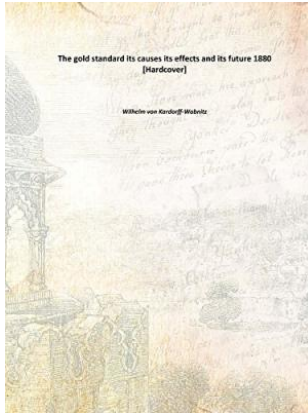 The gold standard its causes its effects and its future 1880
[Hardcover]
Wilhelm von Kardorff-Wabnitz